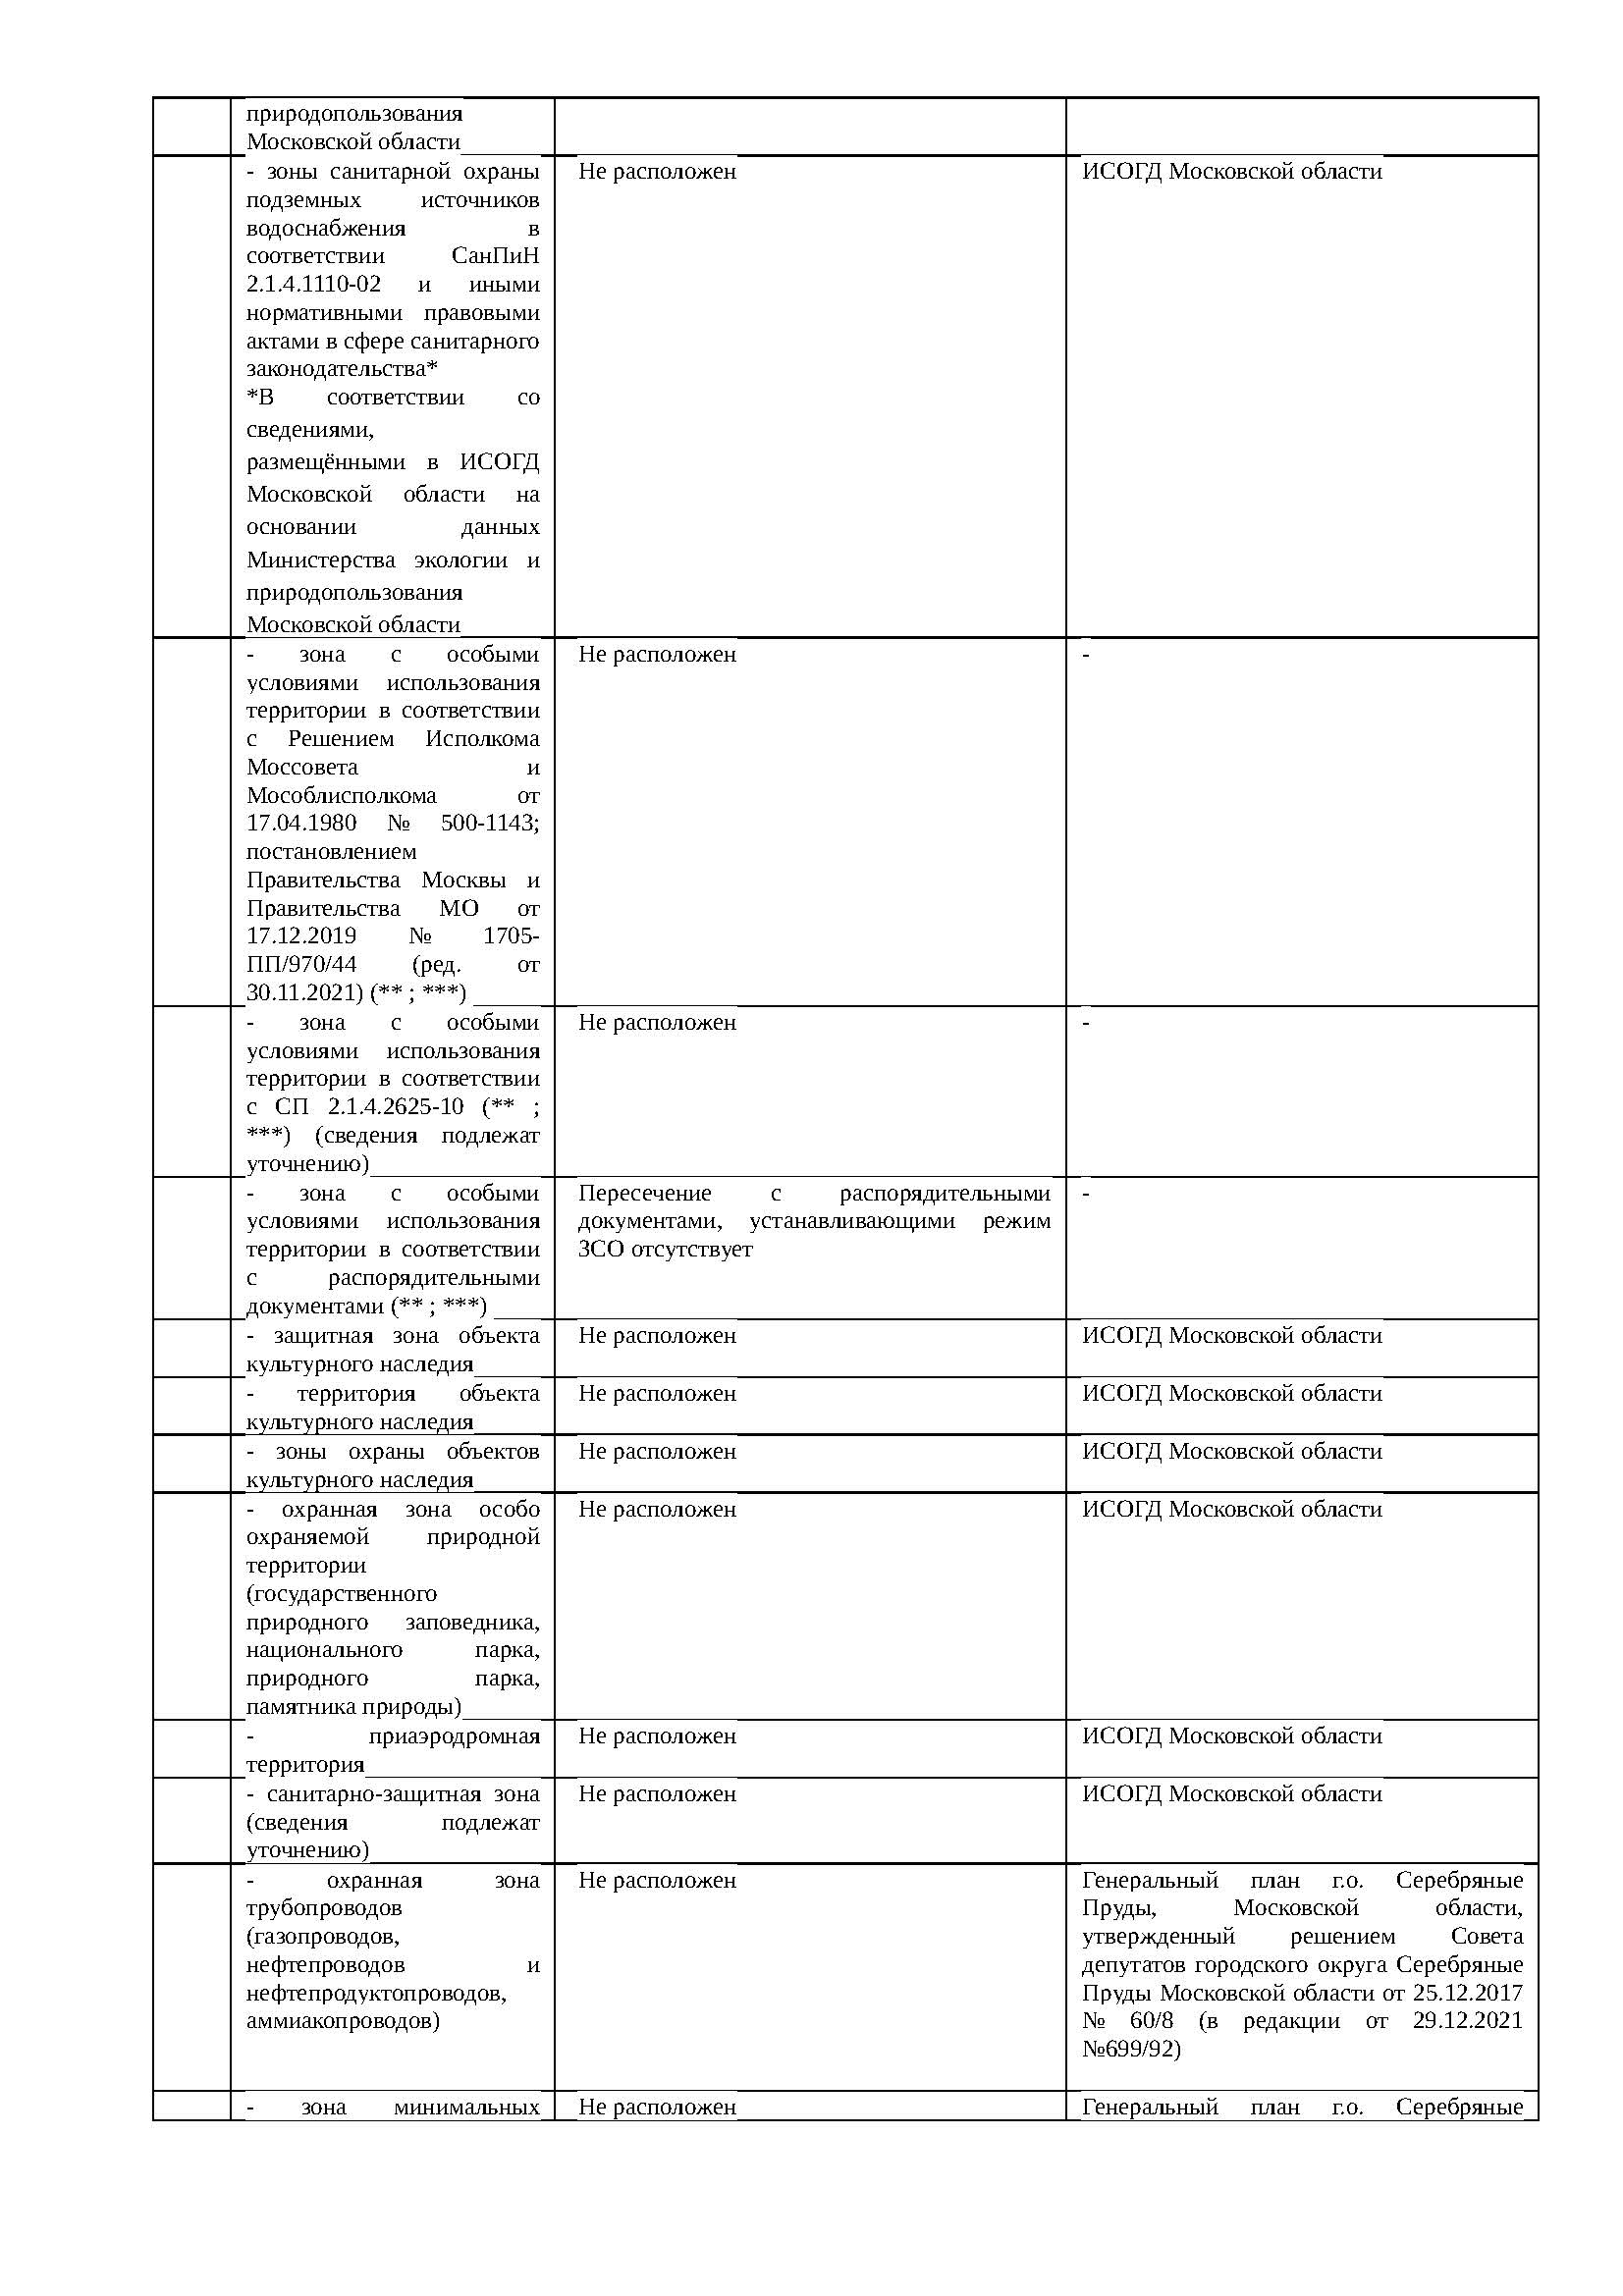 природопользования
Московской области
- зоны санитарной охраны
подземных источников
водоснабжения в
соответствии СанПиН
2.1.4.1110-02 и иными
нормативными правовыми
актами в сфере санитарного
законодательства*
*В соответствии со
сведениями,
размещёнными в ИСОГД
Московской области на
основании данных
Министерства экологии и
природопользования
Московской области
Не расположен
ИСОГД Московской области
- зона с особыми
условиями использования
территории в соответствии
с Решением Исполкома
Моссовета и
Мособлисполкома от
17.04.1980 № 500-1143;
постановлением
Правительства Москвы и
Правительства МО от
17.12.2019 № 1705-
ПП/970/44 (ред. от
30.11.2021) (** ; ***)
Не расположен
-
- зона с особыми
условиями использования
территории в соответствии
с СП 2.1.4.2625-10 (** ;
***) (сведения подлежат
уточнению)
Не расположен
-
- зона с особыми
условиями использования
территории в соответствии
с распорядительными
документами (** ; ***)
Пересечение с распорядительными
документами, устанавливающими режим
ЗСО отсутствует
-
- защитная зона объекта
культурного наследия
Не расположен
ИСОГД Московской области
- территория объекта
культурного наследия
Не расположен
ИСОГД Московской области
- зоны охраны объектов
культурного наследия
Не расположен
ИСОГД Московской области
- охранная зона особо
охраняемой природной
территории
(государственного
природного заповедника,
национального парка,
природного парка,
памятника природы)
Не расположен
ИСОГД Московской области
- приаэродромная
территория
Не расположен
ИСОГД Московской области
- санитарно-защитная зона
(сведения подлежат
уточнению)
Не расположен
ИСОГД Московской области
- охранная зона
трубопроводов
(газопроводов,
нефтепроводов и
нефтепродуктопроводов,
аммиакопроводов)
Не расположен
Генеральный план г.о. Серебряные
Пруды, Московской области,
утвержденный решением Совета
депутатов городского округа Серебряные
Пруды Московской области от 25.12.2017
№ 60/8 (в редакции от 29.12.2021
№699/92)
- зона минимальных
Не расположен
Генеральный план г.о. Серебряные